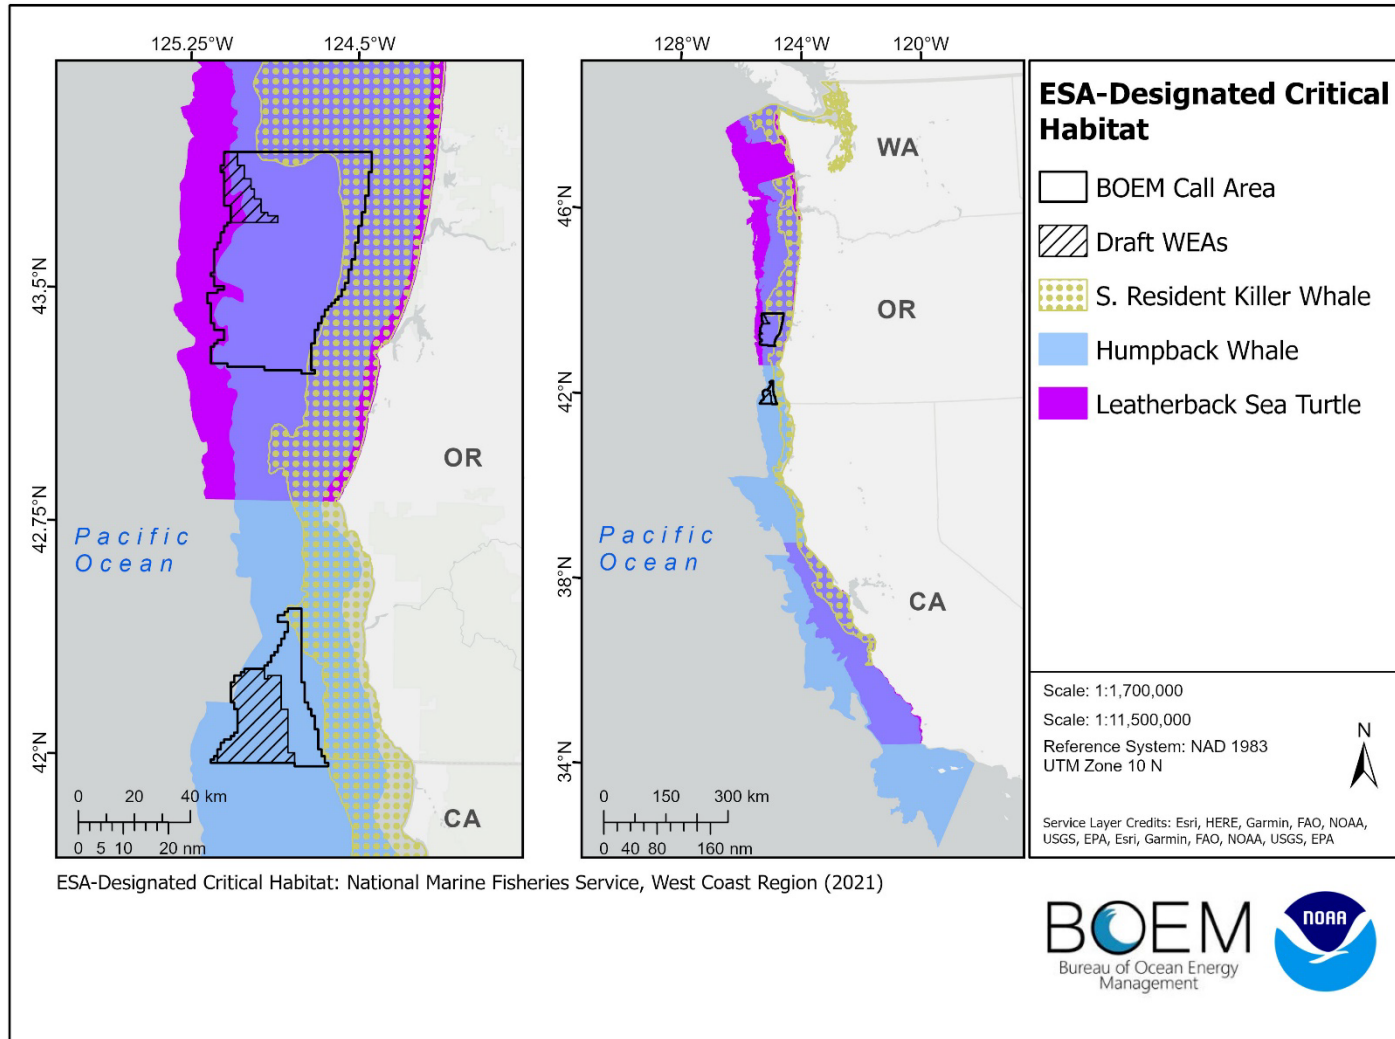 125.25°W 124.5°W
43.5°N
42.75°N
42°N
OR
Pacific
Ocean
CA
0 20 40 km
0 5 10 20 nm
128°W 124°W 120°W
46°N
42°N
38°N
34°N
WA
OR
Pacific
Ocean
CA
0 150 300 km
0 40 80 160 nm
ESA-Designated Critical
Habitat
BOEM Call Area
Draft WEAs
S. Resident Killer Whale
Humpback Whale
Leatherback Sea Turtle
Scale: 1:1,700,000
Scale: 1:11,500,000
Reference System: NAD 1983
UTM Zone 10 N
N
Service Layer Credits: Esri, HERE, Garmin, FAO, NOAA,
USGS, EPA, Esri, Garmin, FAO, NOAA, USGS, EPA
ESA-Designated Critical Habitat: National Marine Fisheries Service, West Coast Region (2021)
BOEM
Bureau of Ocean Energy
Management
NOAA